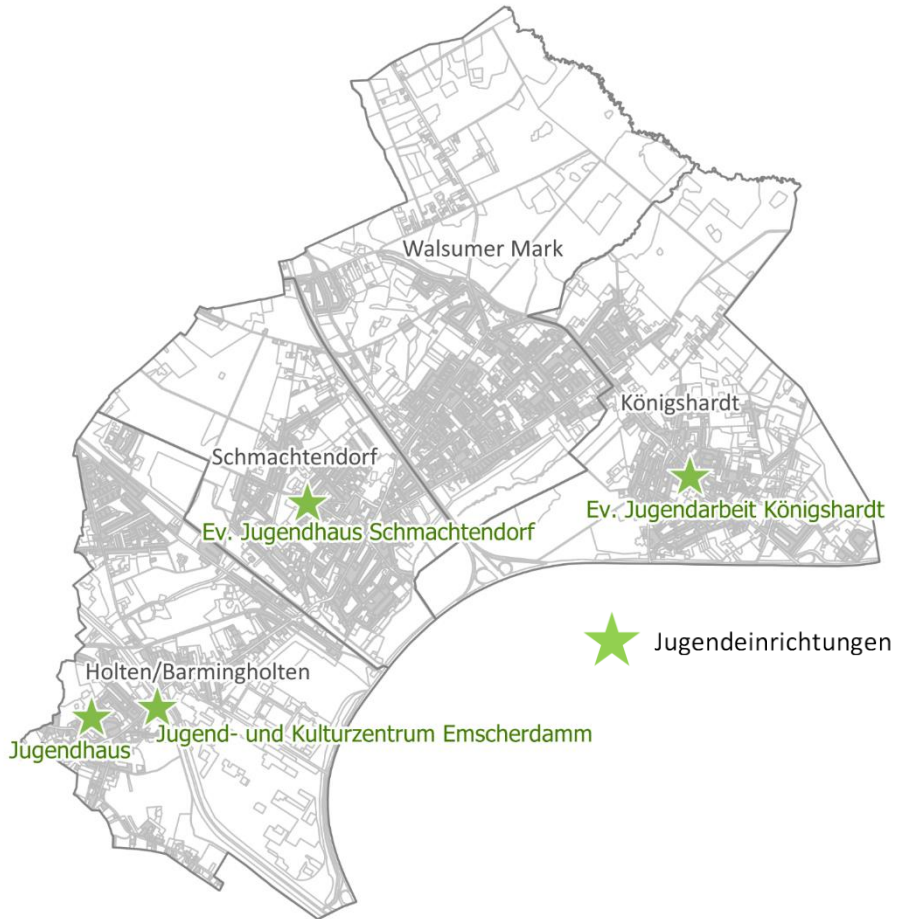 Walsumer Mark
Königshardt
Schmachtendorf
Ev. Jugendarbeit Königshardt
Ev. Jugendhaus Schmachtendorf
Jugendeinrichtungen
Holten/Barmingholten
Jugend- und Kulturzentrum Emscherdamm
Jugendhaus